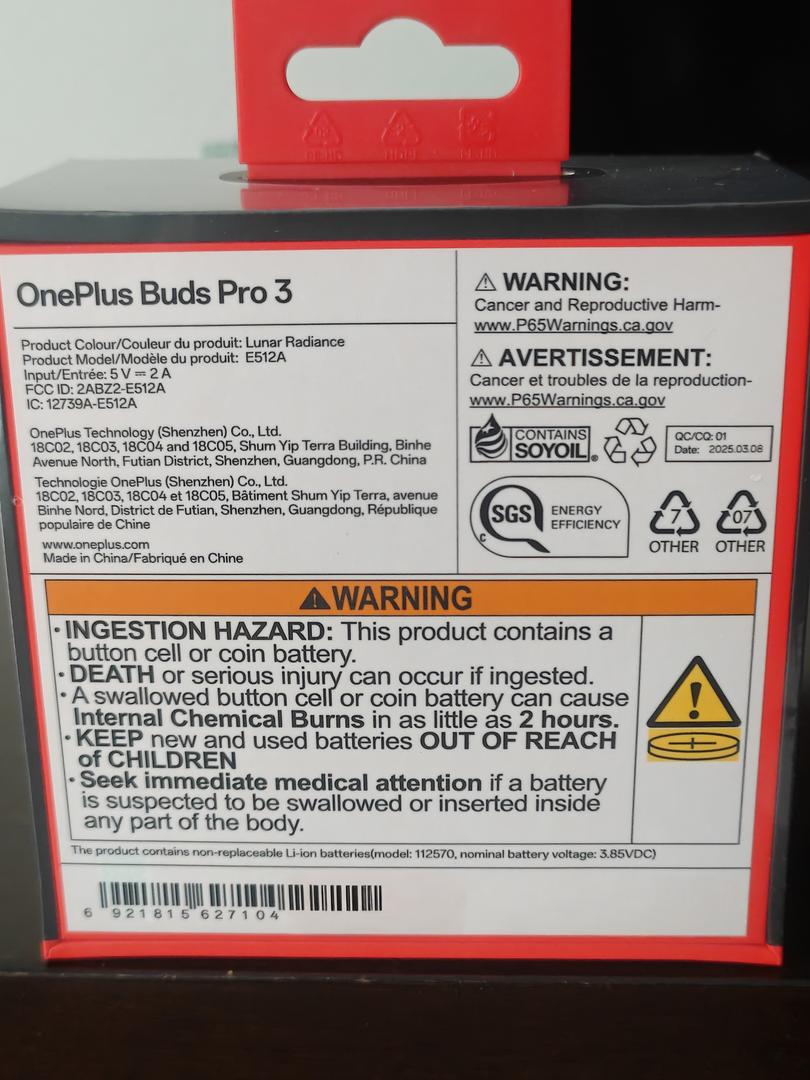 OnePlus Buds Pro 3
Product Colour/Couleur du produit: Lunar Radiance
Product Model/Modèle du produit: E512A
Input/Entrée: 5 V ⎓ 2 A
FCC ID: 2ABZ2-E512A
IC: 12739A-E512A
OnePlus Technology (Shenzhen) Co., Ltd.
18C02, 18C03, 18C04 and 18C05, Shum Yip Terra Building, Binhe
Avenue North, Futian District, Shenzhen, Guangdong, P.R. China
Technologie OnePlus (Shenzhen) Co., Ltd.
18C02, 18C03, 18C04 et 18C05, Bâtiment Shum Yip Terra, avenue
Binhe Nord, District de Futian, Shenzhen, Guangdong, République
populaire de Chine
www.oneplus.com
Made in China/Fabriqué en Chine
⚠ WARNING:
Cancer and Reproductive Harm-
www.P65Warnings.ca.gov
⚠ AVERTISSEMENT:
Cancer et troubles de la reproduction-
www.P65Warnings.ca.gov
CONTAINS
SOYOIL®
QC/CQ: 01
Date: 2025.03.08
SGS
C
ENERGY
EFFICIENCY
7
OTHER
07
OTHER
⚠WARNING
·INGESTION HAZARD: This product contains a
button cell or coin battery.
·DEATH or serious injury can occur if ingested.
·A swallowed button cell or coin battery can cause
Internal Chemical Burns in as little as 2 hours.
·KEEP new and used batteries OUT OF REACH
of CHILDREN
·Seek immediate medical attention if a battery
is suspected to be swallowed or inserted inside
any part of the body.
The product contains non-replaceable Li-ion batteries(model: 112570, nominal battery voltage: 3.85VDC)
6 921815 627104